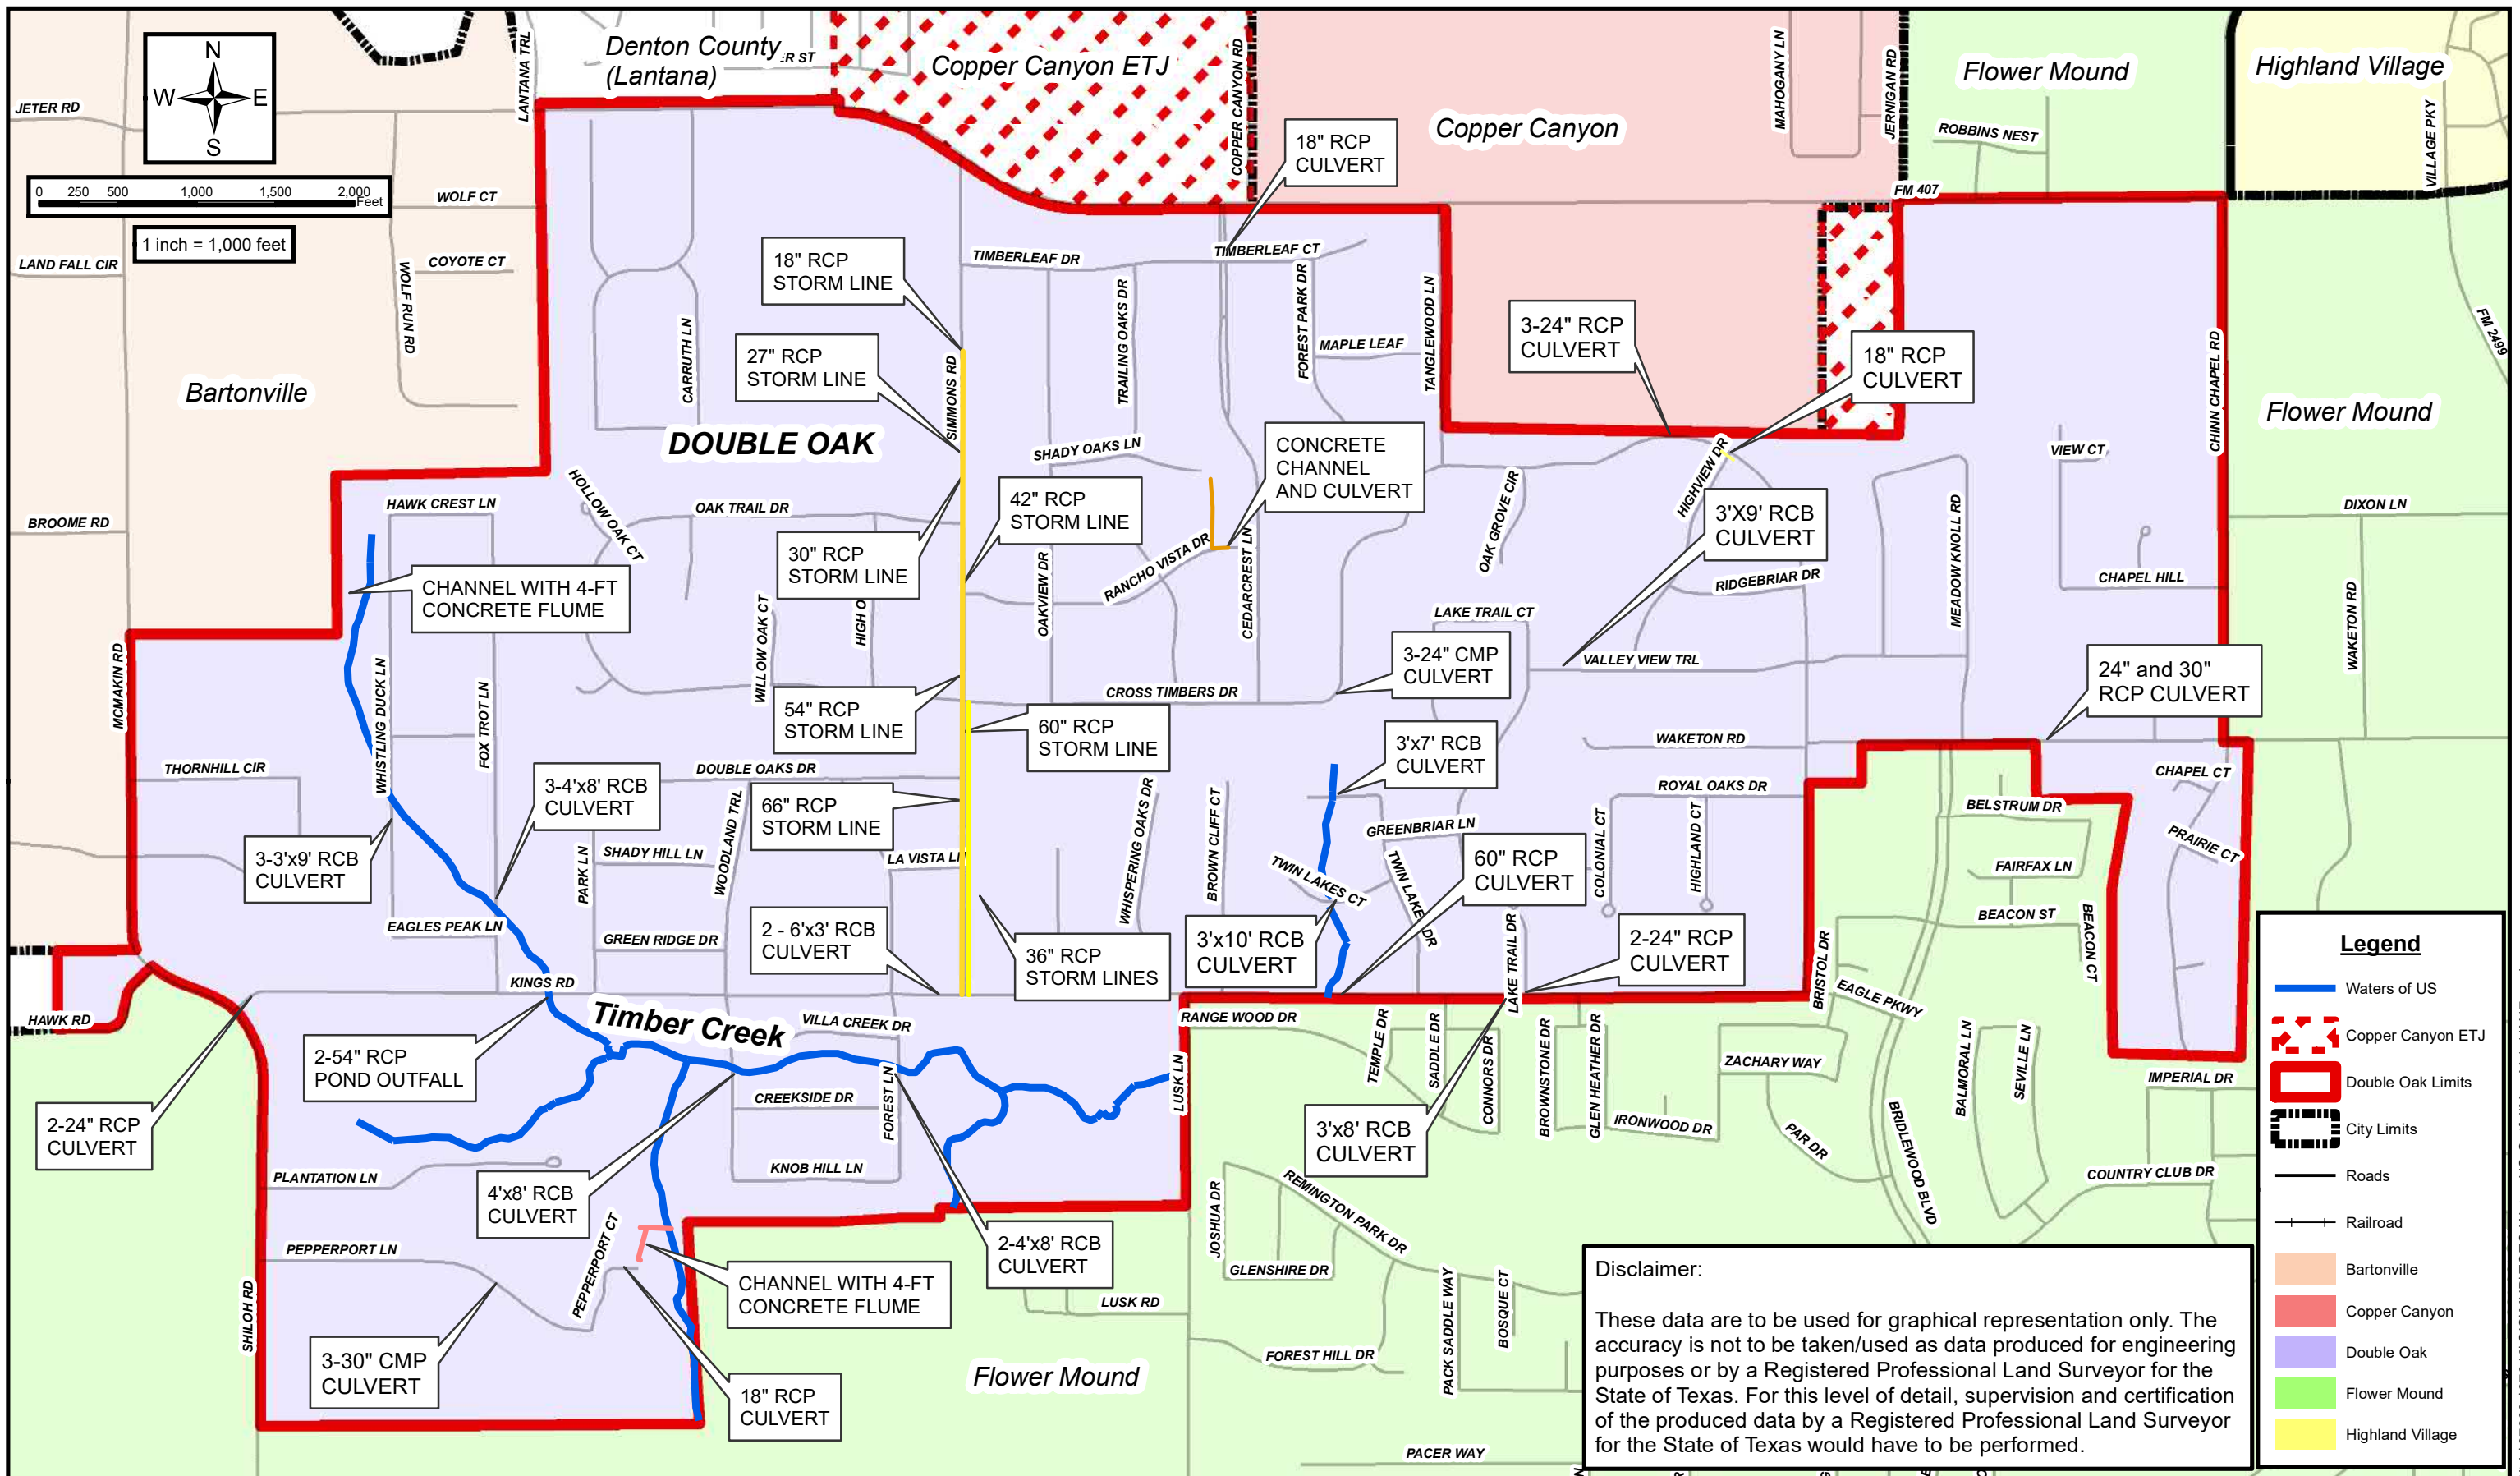 N
W E
S
0 250 500 1,000 1,500 2,000
Feet
1 inch = 1,000 feet
Denton County
(Lantana)
ER ST
Copper Canyon ETJ
Copper Canyon
Flower Mound
Highland Village
Bartonville
DOUBLE OAK
Flower Mound
Timber Creek
Flower Mound
JETER RD
LANTANA TRL
COPPER CANYON RD
MAHOGANY LN
JERNIGAN RD
ROBBINS NEST
VILLAGE PKY
FM 407
WOLF CT
LAND FALL CIR
COYOTE CT
WOLF RUN RD
CARRUTH LN
SIMMONS RD
TIMBERLEAF DR
TIMBERLEAF CT
TRAILING OAKS DR
FOREST PARK DR
MAPLE LEAF
TANGLEWOOD LN
CHINN CHAPEL RD
FM 2499
SHADY OAKS LN
HIGHVIEW DR
VIEW CT
BROOME RD
HAWK CREST LN
HOLLOW OAK CT
OAK TRAIL DR
OAK GROVE CIR
MEADOW KNOLL RD
DIXON LN
RANCHO VISTA DR
OAKVIEW DR
CEDARCREST LN
RIDGEBRIAR DR
CHAPEL HILL
WAKETON RD
WILLOW OAK CT
HIGH O
LAKE TRAIL CT
VALLEY VIEW TRL
MCMAKIN RD
WHISTLING DUCK LN
FOX TROT LN
CROSS TIMBERS DR
WAKETON RD
THORNHILL CIR
DOUBLE OAKS DR
ROYAL OAKS DR
CHAPEL CT
PRAIRIE CT
BELSTRUM DR
FAIRFAX LN
BEACON ST
BEACON CT
PARK LN
SHADY HILL LN
WOODLAND TRL
LA VISTA LN
WHISPERING OAKS DR
BROWN CLIFF CT
GREENBRIAR LN
TWIN LAKES CT
TWIN LAKE DR
COLONIAL CT
HIGHLAND CT
LAKE TRAIL DR
EAGLES PEAK LN
GREEN RIDGE DR
KINGS RD
HAWK RD
VILLA CREEK DR
RANGE WOOD DR
BRISTOL DR
EAGLE PKWY
TEMPLE DR
SADDLE DR
CONNORS DR
BROWNSTONE DR
GLEN HEATHER DR
ZACHARY WAY
IRONWOOD DR
PAR DR
BRIDLEWOOD BLVD
BALMORAL LN
SEVILLE LN
IMPERIAL DR
COUNTRY CLUB DR
CREEKSIDE DR
FOREST LN
LUSK LN
KNOB HILL LN
PLANTATION LN
PEPPERPORT LN
PEPPERPORT CT
SHILOH RD
JOSHUA DR
REMINGTON PARK DR
GLENSHIRE DR
LUSK RD
FOREST HILL DR
PACK SADDLE WAY
BOSQUE CT
PACER WAY
18" RCP
CULVERT
18" RCP
STORM LINE
27" RCP
STORM LINE
3-24" RCP
CULVERT
18" RCP
CULVERT
CONCRETE
CHANNEL
AND CULVERT
42" RCP
STORM LINE
30" RCP
STORM LINE
3'X9' RCB
CULVERT
CHANNEL WITH 4-FT
CONCRETE FLUME
3-24" CMP
CULVERT
24" and 30"
RCP CULVERT
54" RCP
STORM LINE
60" RCP
STORM LINE
3'x7' RCB
CULVERT
3-4'x8' RCB
CULVERT
66" RCP
STORM LINE
3-3'x9' RCB
CULVERT
60" RCP
CULVERT
2 - 6'x3' RCB
CULVERT
36" RCP
STORM LINES
3'x10' RCB
CULVERT
2-24" RCP
CULVERT
2-54" RCP
POND OUTFALL
2-24" RCP
CULVERT
3'x8' RCB
CULVERT
4'x8' RCB
CULVERT
2-4'x8' RCB
CULVERT
CHANNEL WITH 4-FT
CONCRETE FLUME
3-30" CMP
CULVERT
18" RCP
CULVERT
Disclaimer:
These data are to be used for graphical representation only. The
accuracy is not to be taken/used as data produced for engineering
purposes or by a Registered Professional Land Surveyor for the
State of Texas. For this level of detail, supervision and certification
of the produced data by a Registered Professional Land Surveyor
for the State of Texas would have to be performed.
Legend
Waters of US
Copper Canyon ETJ
Double Oak Limits
City Limits
Roads
Railroad
Bartonville
Copper Canyon
Double Oak
Flower Mound
Highland Village